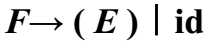 F→ ( E ) | id